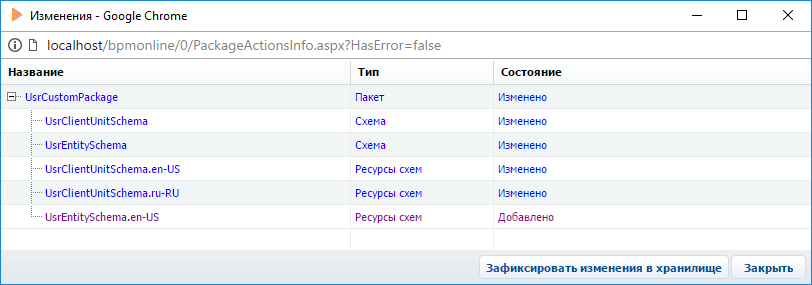 Изменения - Google Chrome
localhost/bpmonline/0/PackageActionsInfo.aspx?HasError=false
Название Тип Состояние
UsrCustomPackage Пакет Изменено
UsrClientUnitSchema Схема Изменено
UsrEntitySchema Схема Изменено
UsrClientUnitSchema.en-US Ресурсы схем Изменено
UsrClientUnitSchema.ru-RU Ресурсы схем Изменено
UsrEntitySchema.en-US Ресурсы схем Добавлено
Зафиксировать изменения в хранилище Закрыть